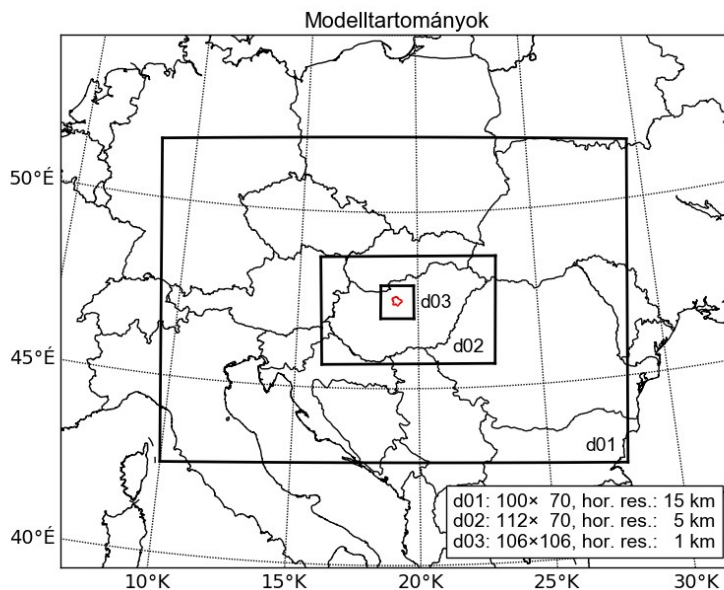 Modelltartományok
50°É
d03
45°É
d02
d01
d01: 100× 70, hor. res.: 15 km
d02: 112× 70, hor. res.: 5 km
d03: 106×106, hor. res.: 1 km
40°É
10°K 15°K 20°K 25°K 30°K